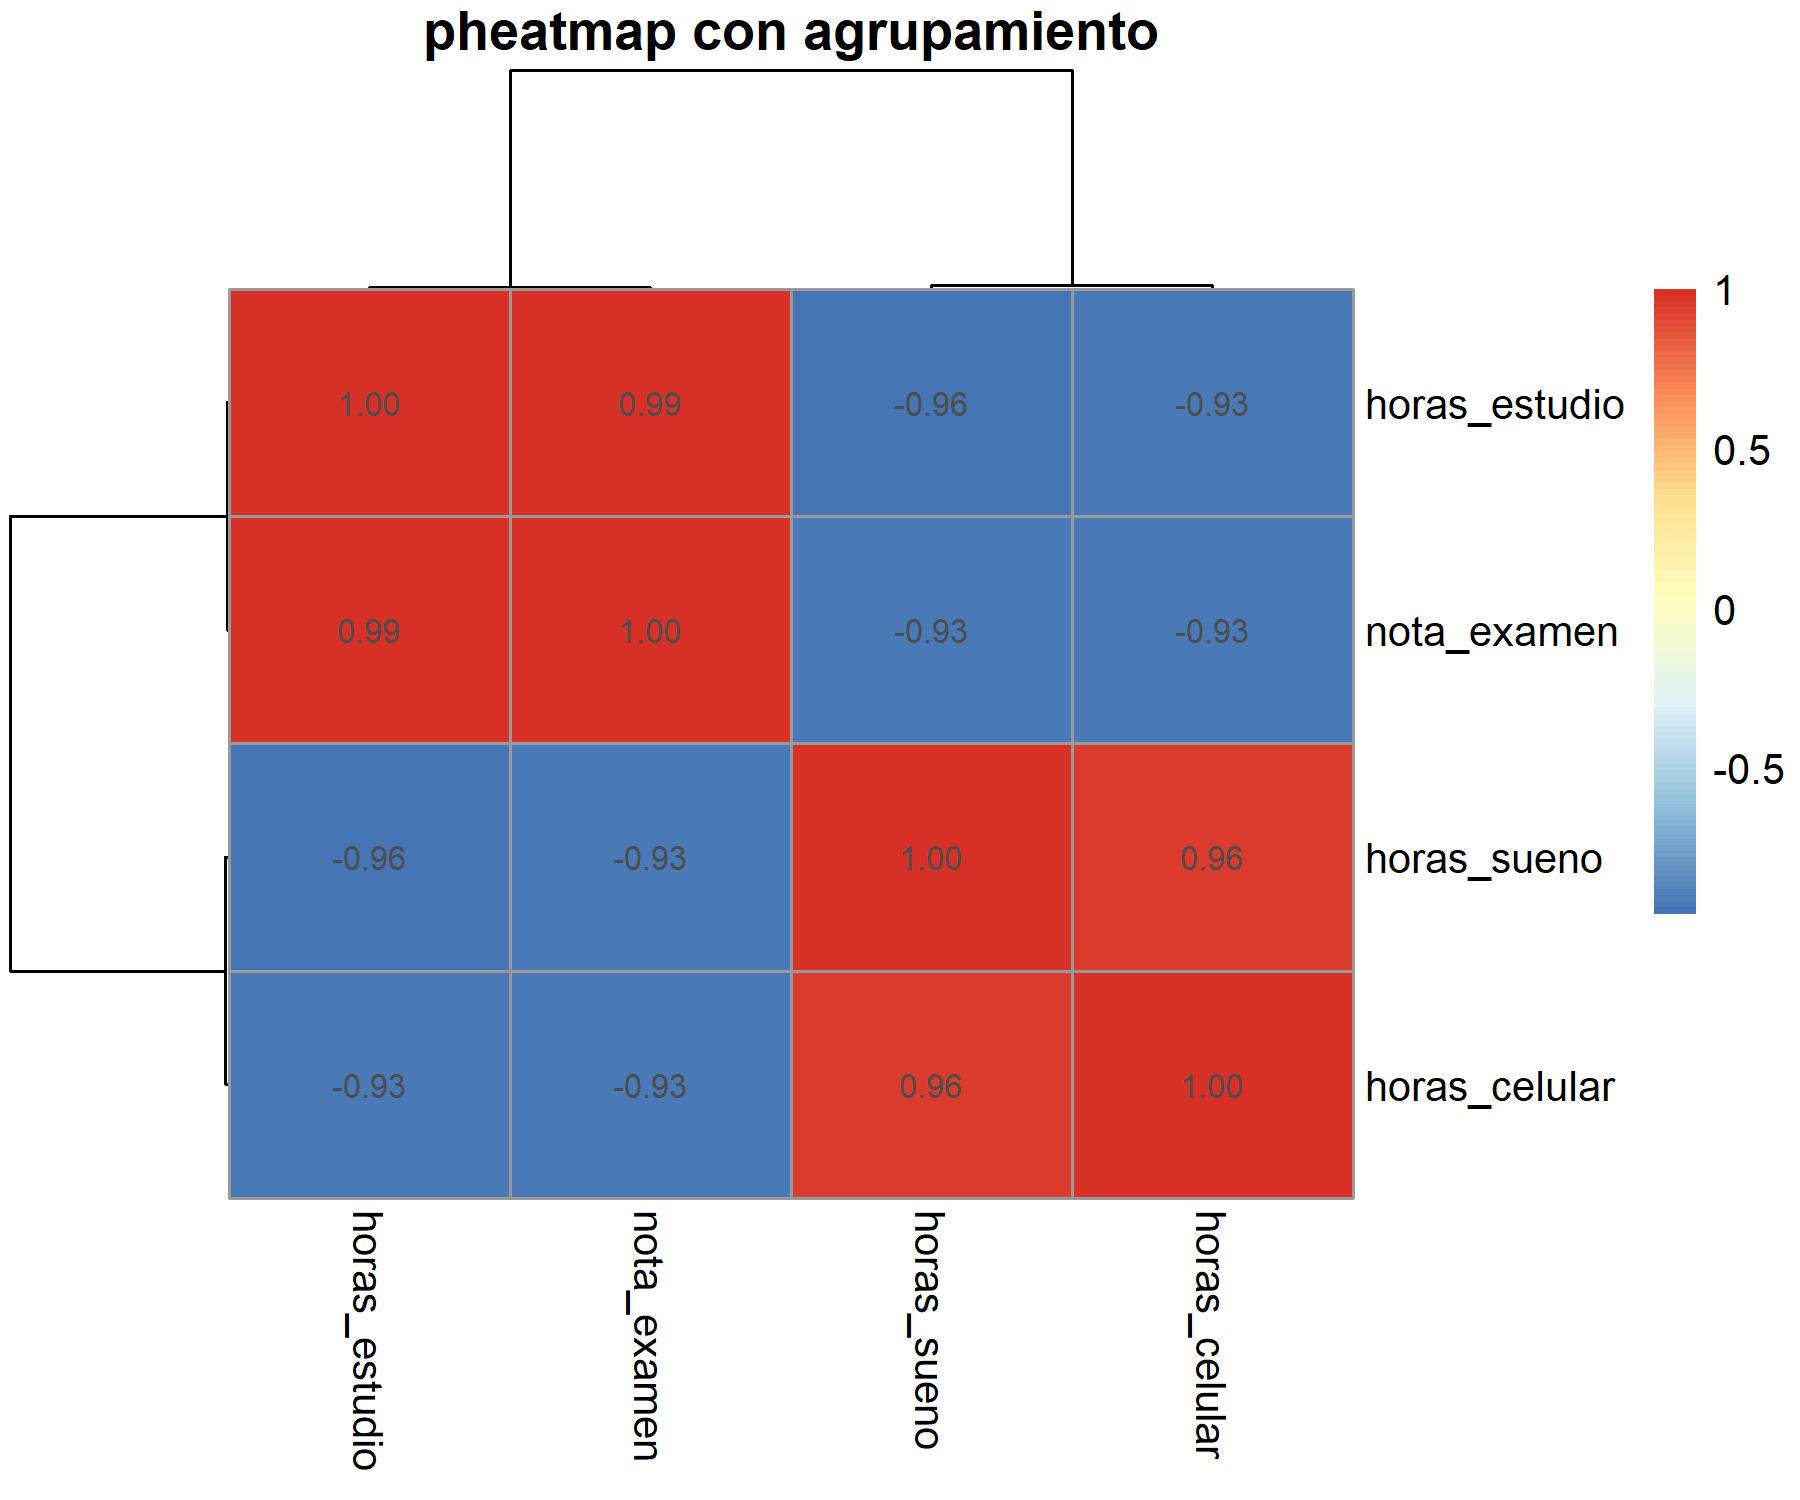 pheatmap con agrupamiento
1.00 0.99 -0.96 -0.93 horas_estudio
0.99 1.00 -0.93 -0.93 nota_examen
-0.96 -0.93 1.00 0.96 horas_sueno
-0.93 -0.93 0.96 1.00 horas_celular
horas_estudio
nota_examen
horas_sueno
horas_celular
1
0.5
0
-0.5